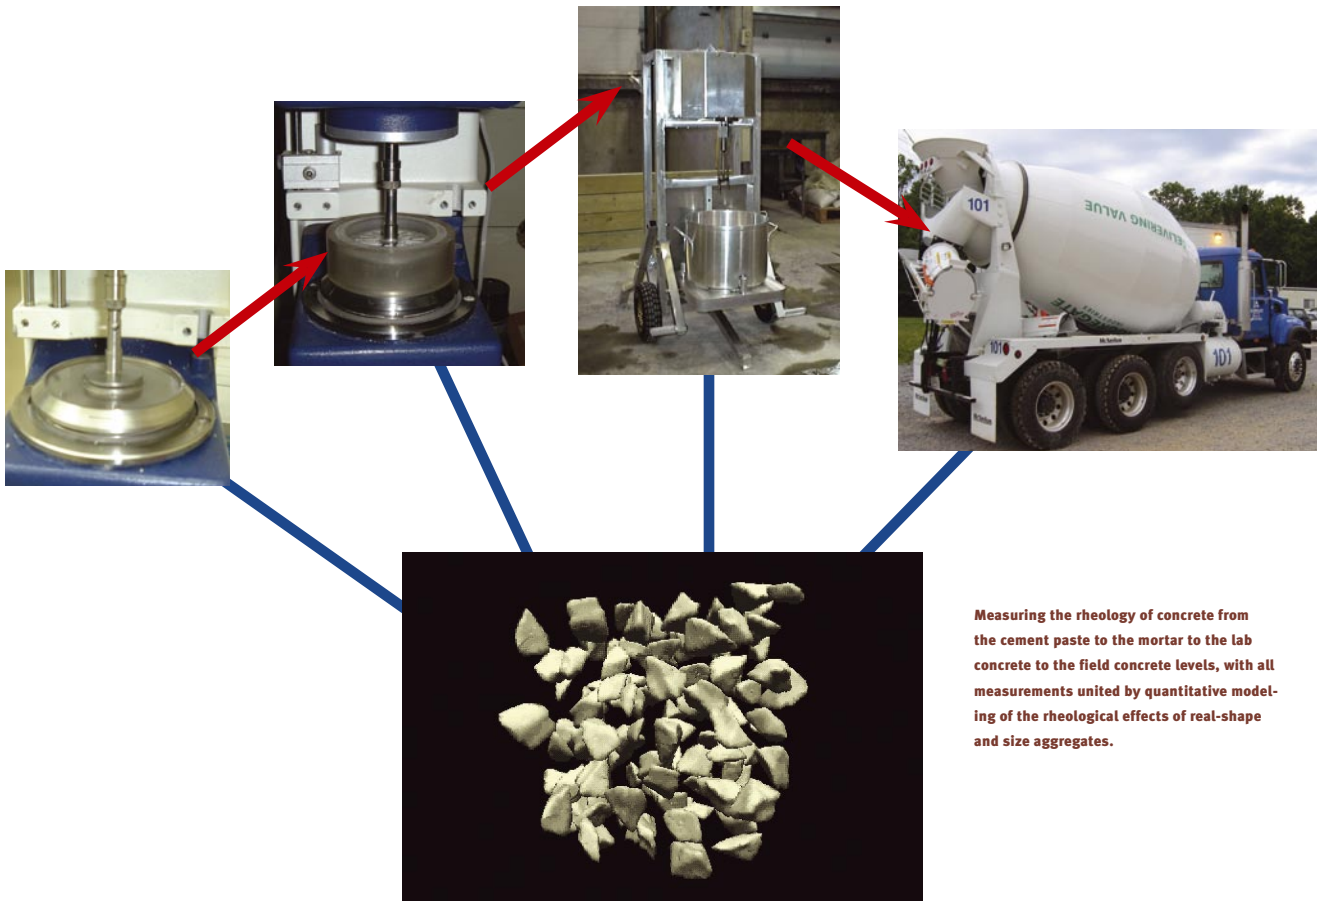 101
DELIVERING VALUE
McNeilus
101
101
McNeilus
Measuring the rheology of concrete from
the cement paste to the mortar to the lab
concrete to the field concrete levels, with all
measurements united by quantitative model-
ing of the rheological effects of real-shape
and size aggregates.